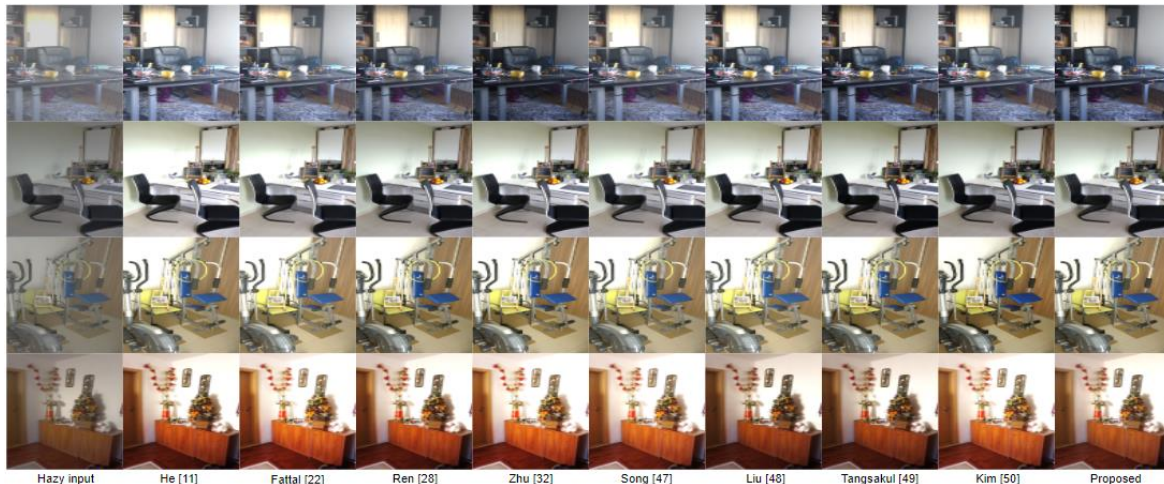 Hazy input He [11] Fattal [22] Ren [28] Zhu [32] Song [47] Liu [48] Tangsakul [49] Kim [50] Proposed